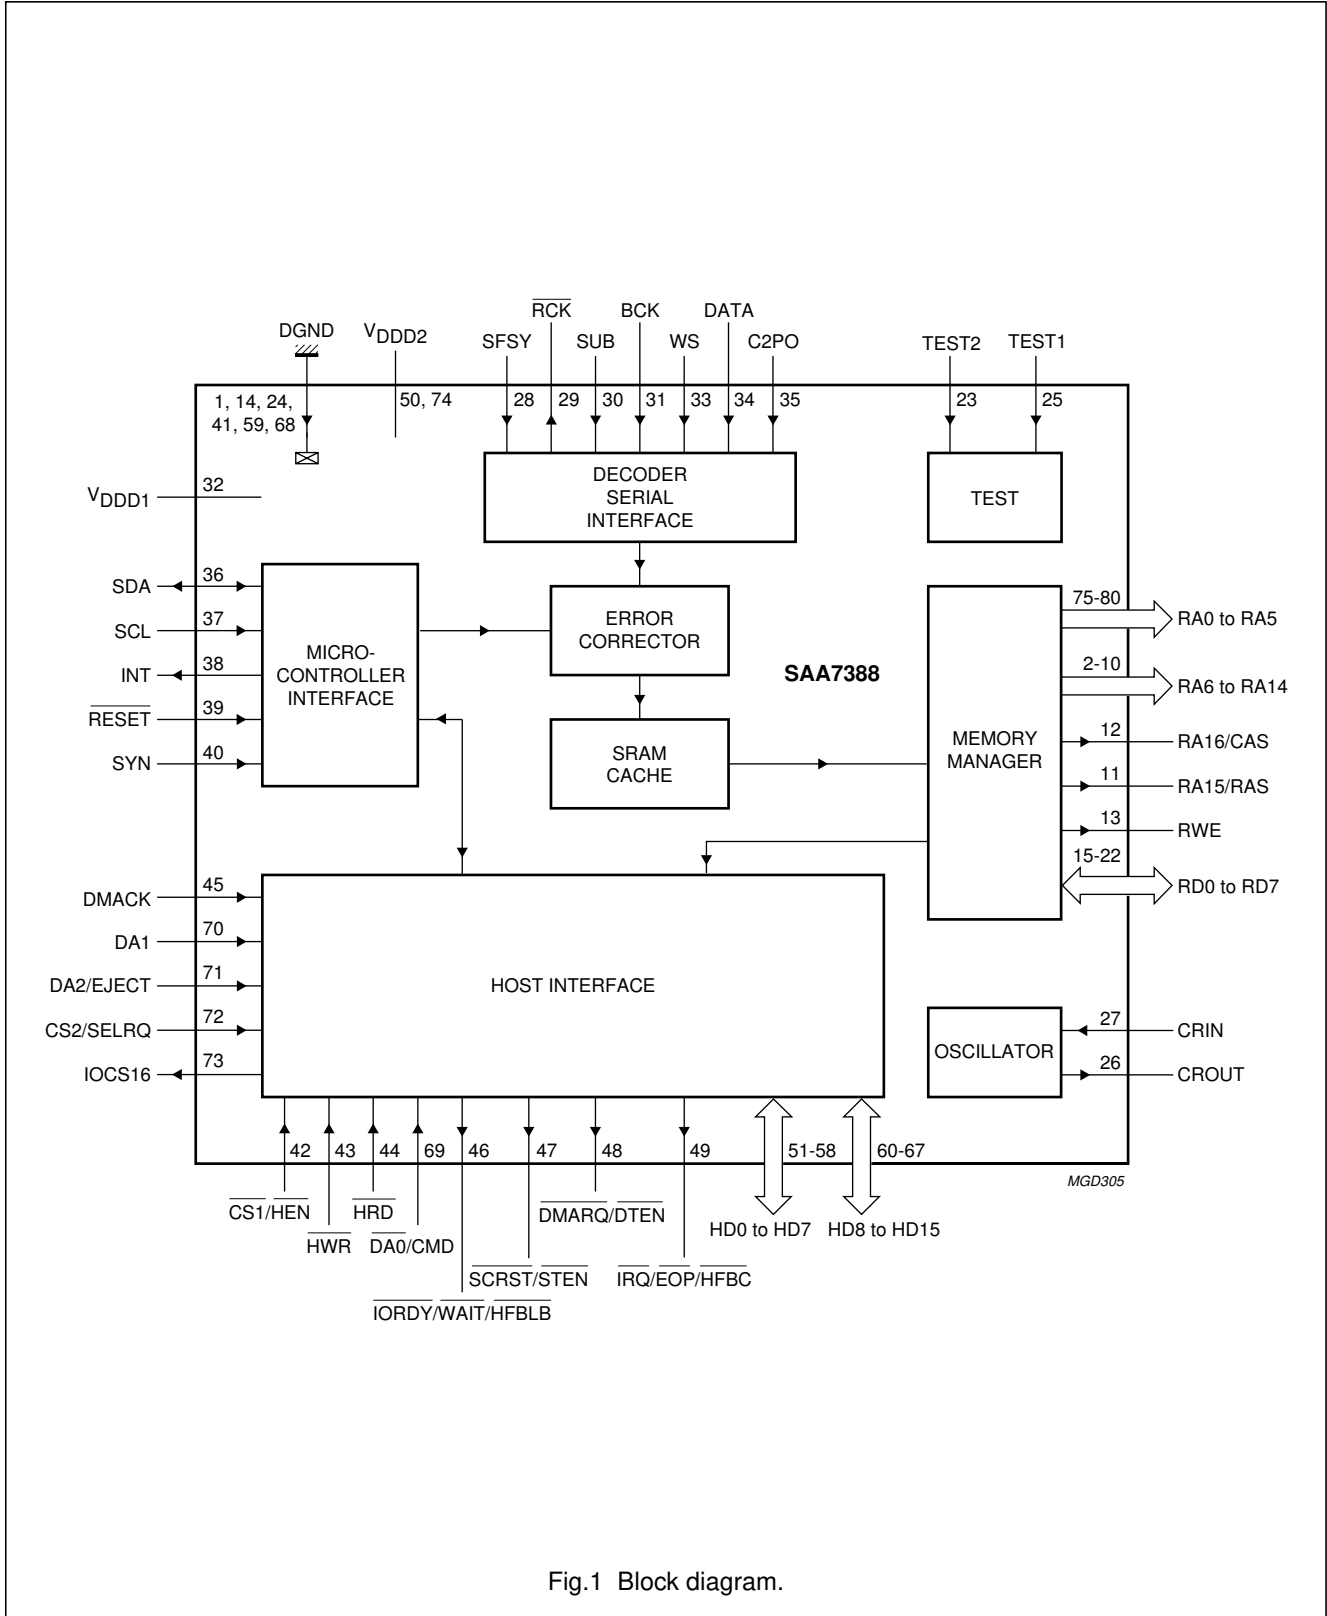 RCK BCK DATA
DGND VDDD2 SFSY SUB WS C2PO TEST2 TEST1
1, 14, 24,
41, 59, 68
50, 74
28 29 30 31 33 34 35
23 25
DECODER
SERIAL
INTERFACE
TEST
VDDD1 32
SDA 36
SCL 37
INT 38
RESET 39
SYN 40
MICRO-
CONTROLLER
INTERFACE
ERROR
CORRECTOR
SAA7388
SRAM
CACHE
MEMORY
MANAGER
75-80 RA0 to RA5
2-10 RA6 to RA14
12 RA16/CAS
11 RA15/RAS
13 RWE
15-22 RD0 to RD7
DMACK 45
DA1 70
DA2/EJECT 71
CS2/SELRQ 72
IOCS16 73
HOST INTERFACE
OSCILLATOR
27 CRIN
26 CROUT
42 43 44 69 46 47 48 49 51-58 60-67
MGD305
CS1/HEN HRD DMARQ/DTEN
HD0 to HD7 HD8 to HD15
HWR DA0/CMD
SCRST/STEN IRQ/EOP/HFBC
IORDY/WAIT/HFBLB
Fig.1 Block diagram.